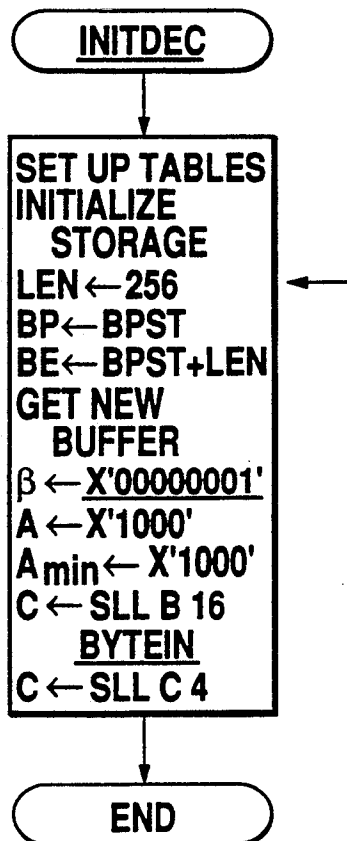 INITDEC
SET UP TABLES
INITIALIZE
STORAGE
LEN ← 256
BP ← BPST
BE ← BPST+LEN
GET NEW
BUFFER
β ← X'00000001'
A ← X'1000'
Amin ← X'1000'
C ← SLL B 16
BYTEIN
C ← SLL C 4
END